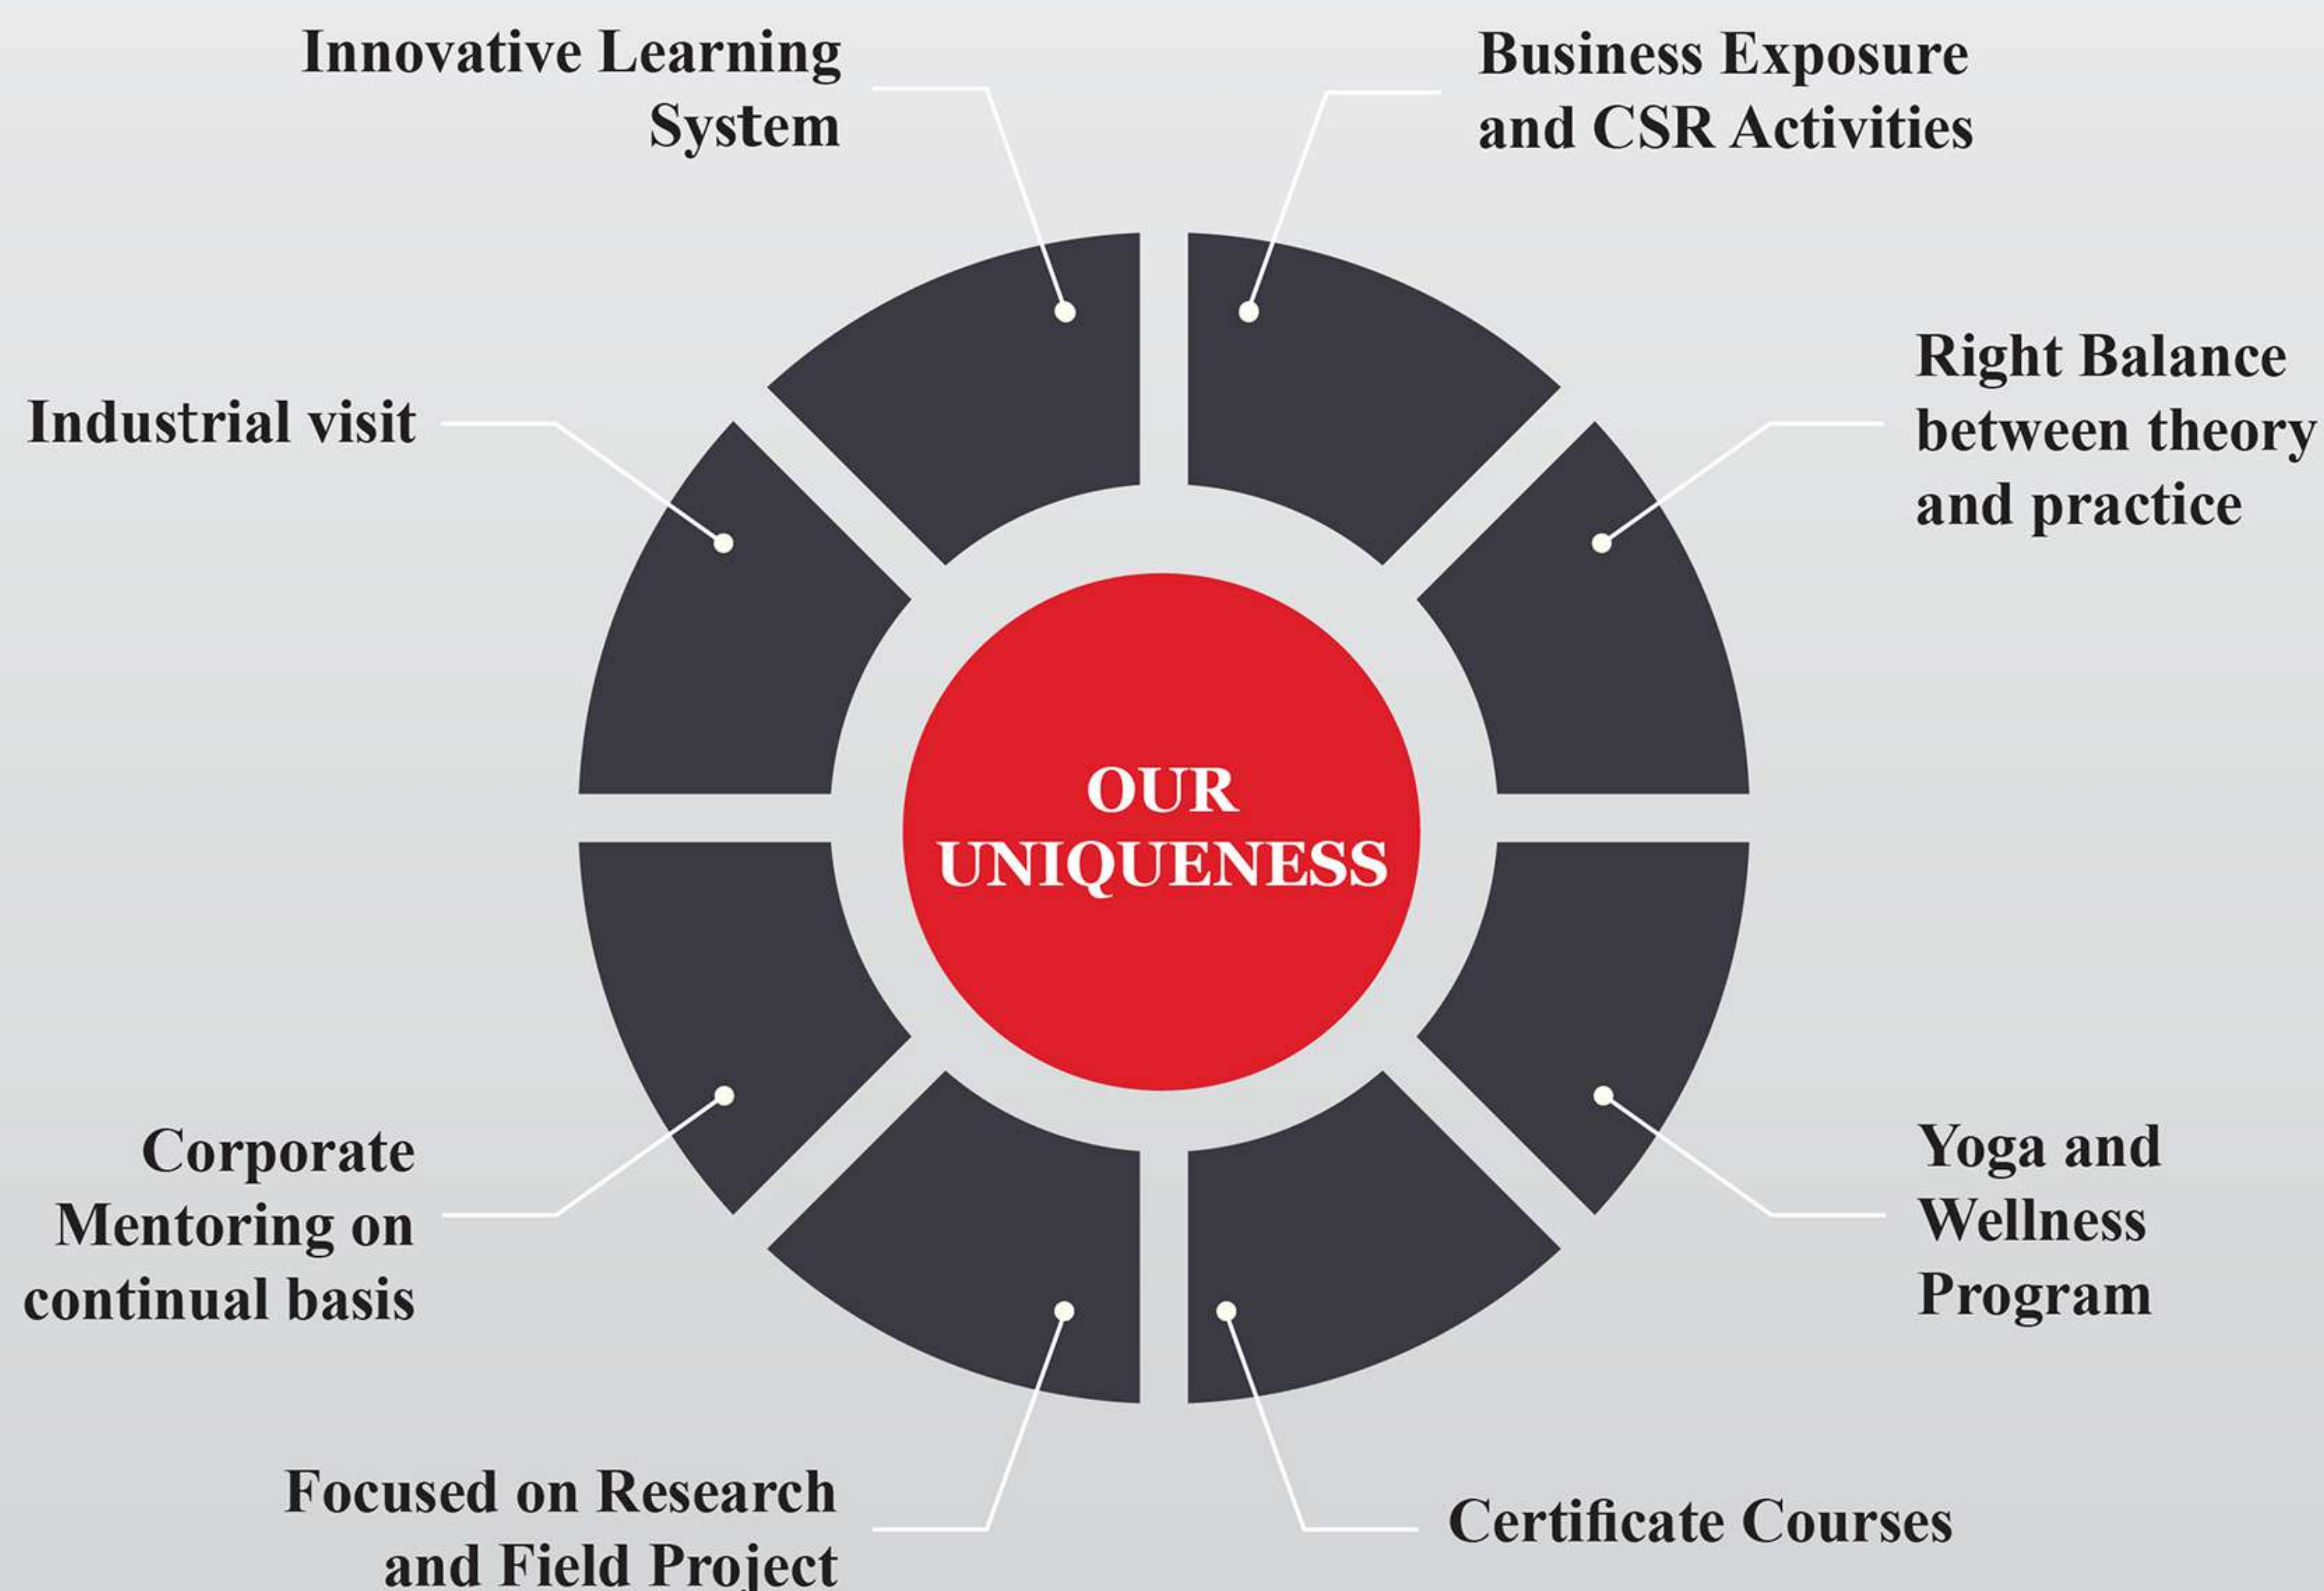 Innovative Learning
System
Business Exposure
and CSR Activities
Industrial visit
Right Balance
between theory
and practice
OUR
UNIQUENESS
Corporate
Mentoring on
continual basis
Yoga and
Wellness
Program
Focused on Research
and Field Project
Certificate Courses